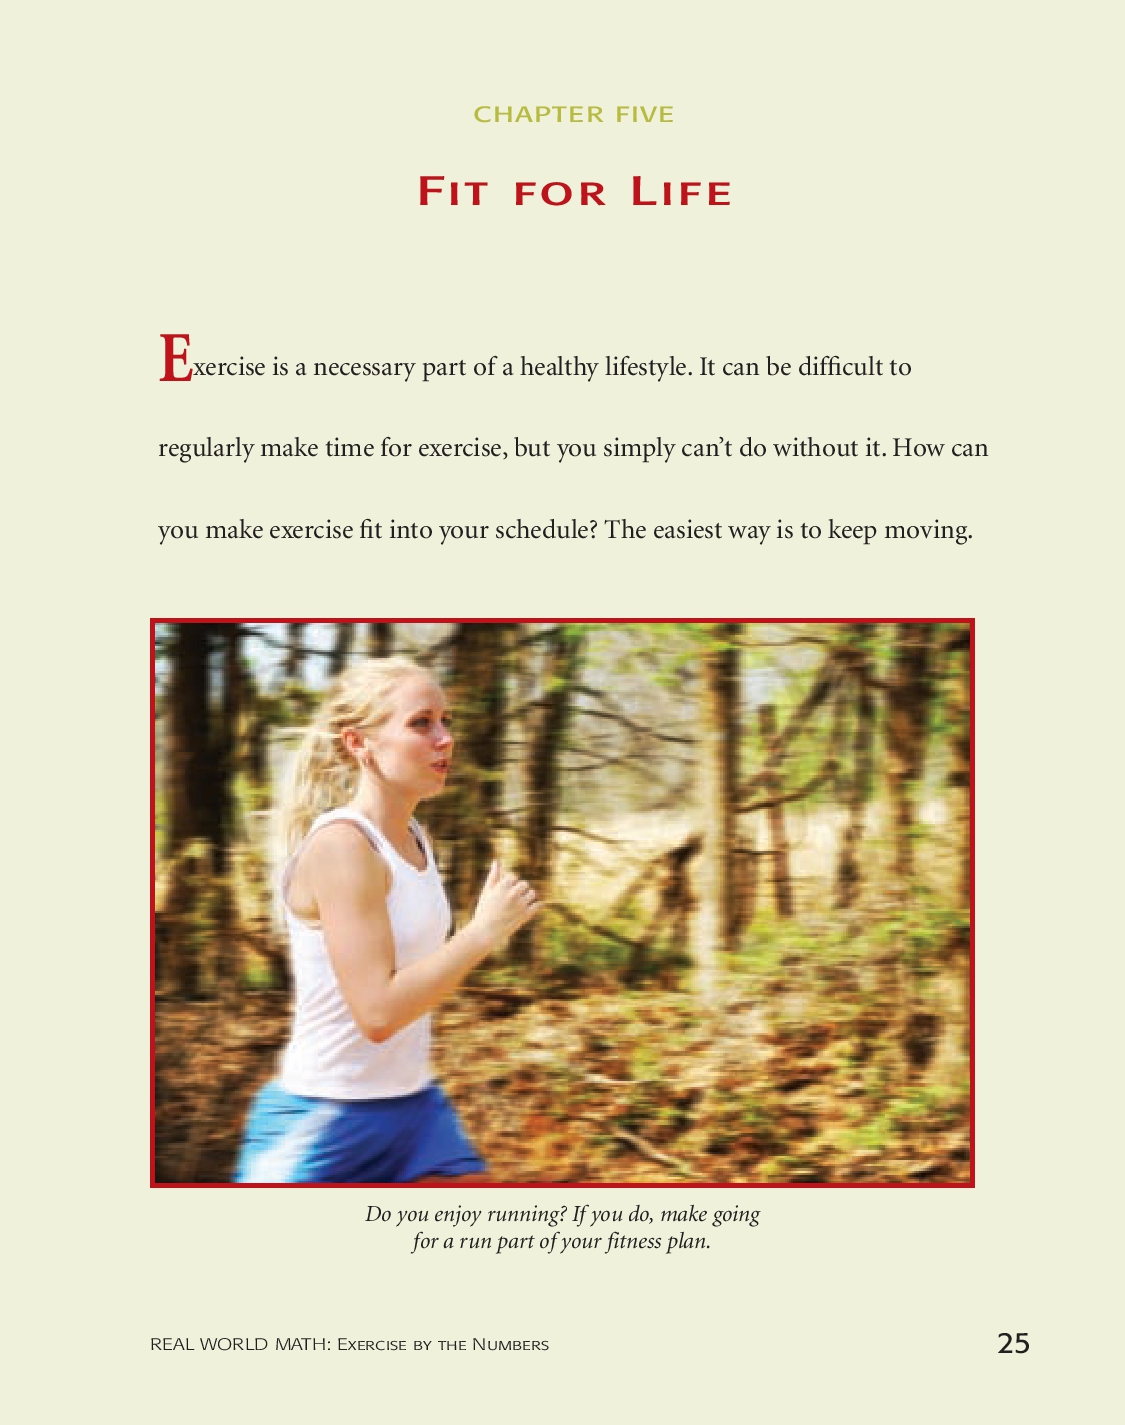 CHAPTER FIVE
Fit for Life
Exercise is a necessary part of a healthy lifestyle. It can be difficult to
regularly make time for exercise, but you simply can’t do without it. How can
you make exercise fit into your schedule? The easiest way is to keep moving.
Do you enjoy running? If you do, make going
for a run part of your fitness plan.
REAL WORLD MATH: Exercise by the Numbers
25